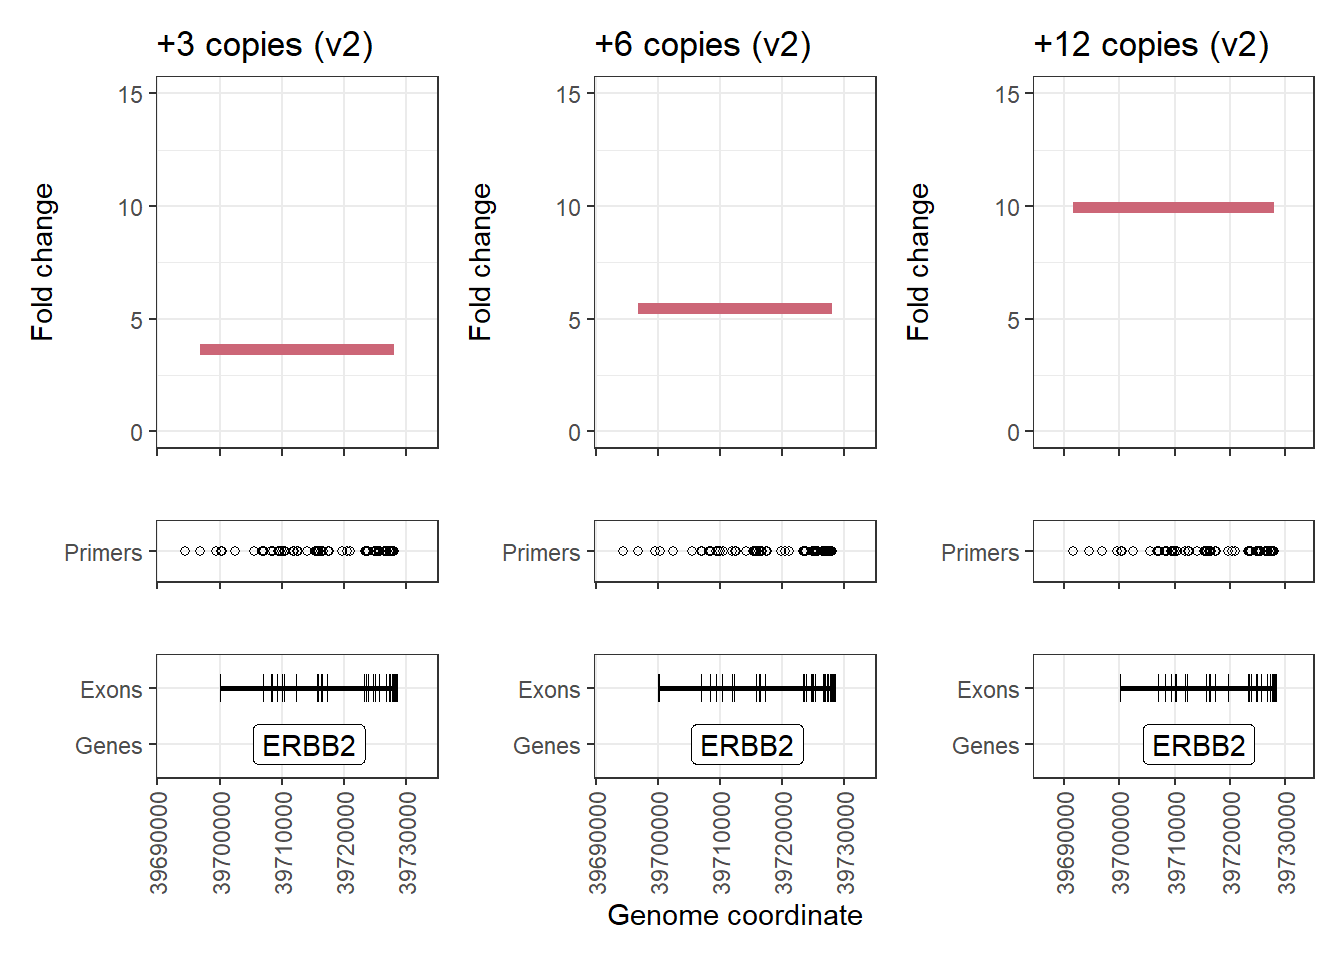 +3 copies (v2)
+6 copies (v2)
+12 copies (v2)
Fold change
15
10
5
0
Fold change
15
10
5
0
Fold change
15
10
5
0
Primers
Primers
Primers
Exons
Genes
ERBB2
Exons
Genes
ERBB2
Exons
Genes
ERBB2
39690000
39700000
39710000
39720000
39730000
39690000
39700000
39710000
39720000
39730000
39690000
39700000
39710000
39720000
39730000
Genome coordinate